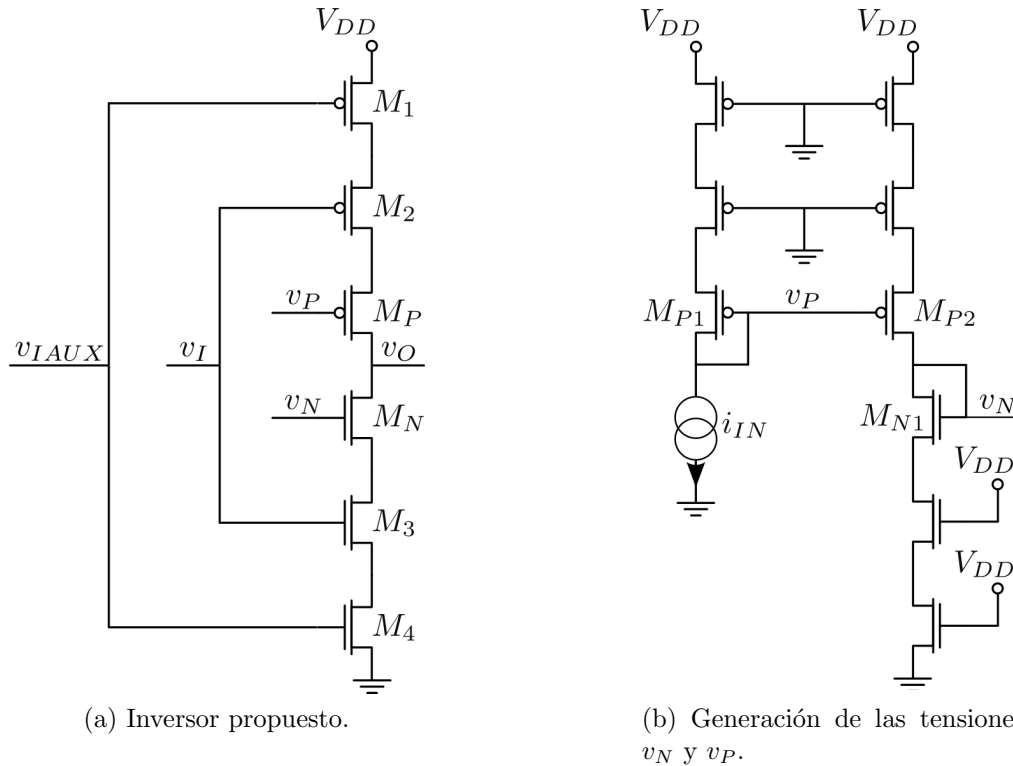 V_DD
M_1
M_2
v_P
M_P
v_IAUX
v_I
v_O
v_N
M_N
M_3
M_4
(a) Inversor propuesto.
V_DD
V_DD
M_P1
v_P
M_P2
i_IN
M_N1
v_N
V_DD
V_DD
(b) Generación de las tensione
v_N y v_P.